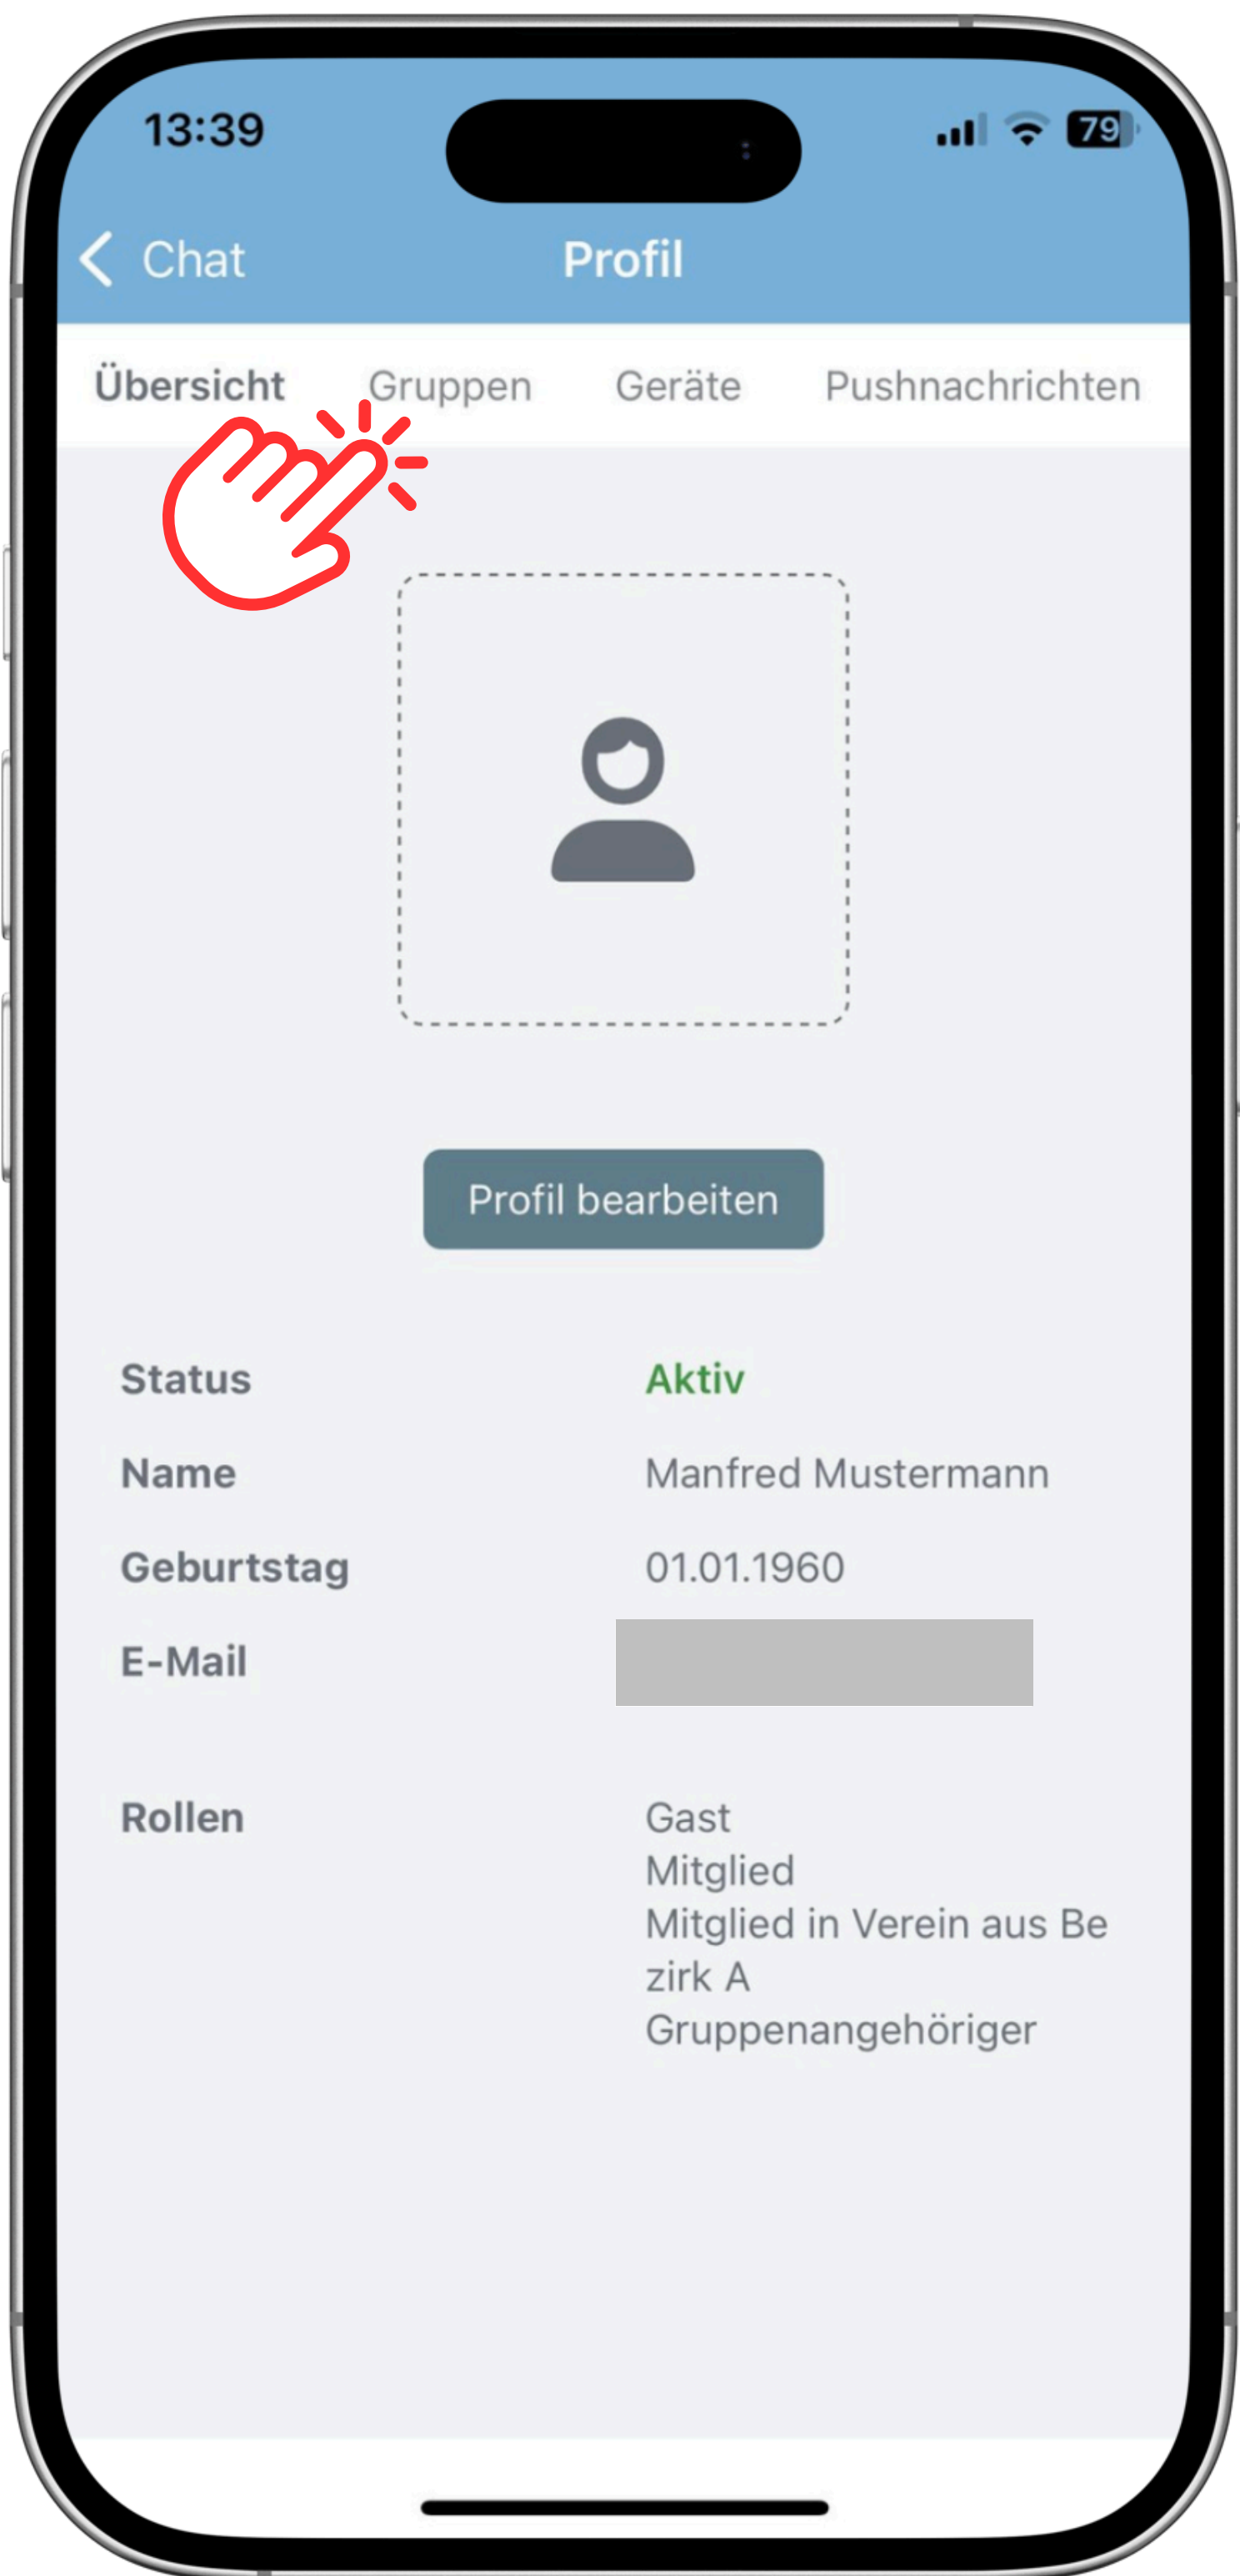 13:39
79
Chat
Profil
Übersicht
Gruppen
Geräte
Pushnachrichten
Profil bearbeiten
Status
Aktiv
Name
Manfred Mustermann
Geburtstag
01.01.1960
E-Mail
Rollen
Gast
Mitglied
Mitglied in Verein aus Be
zirk A
Gruppenangehöriger